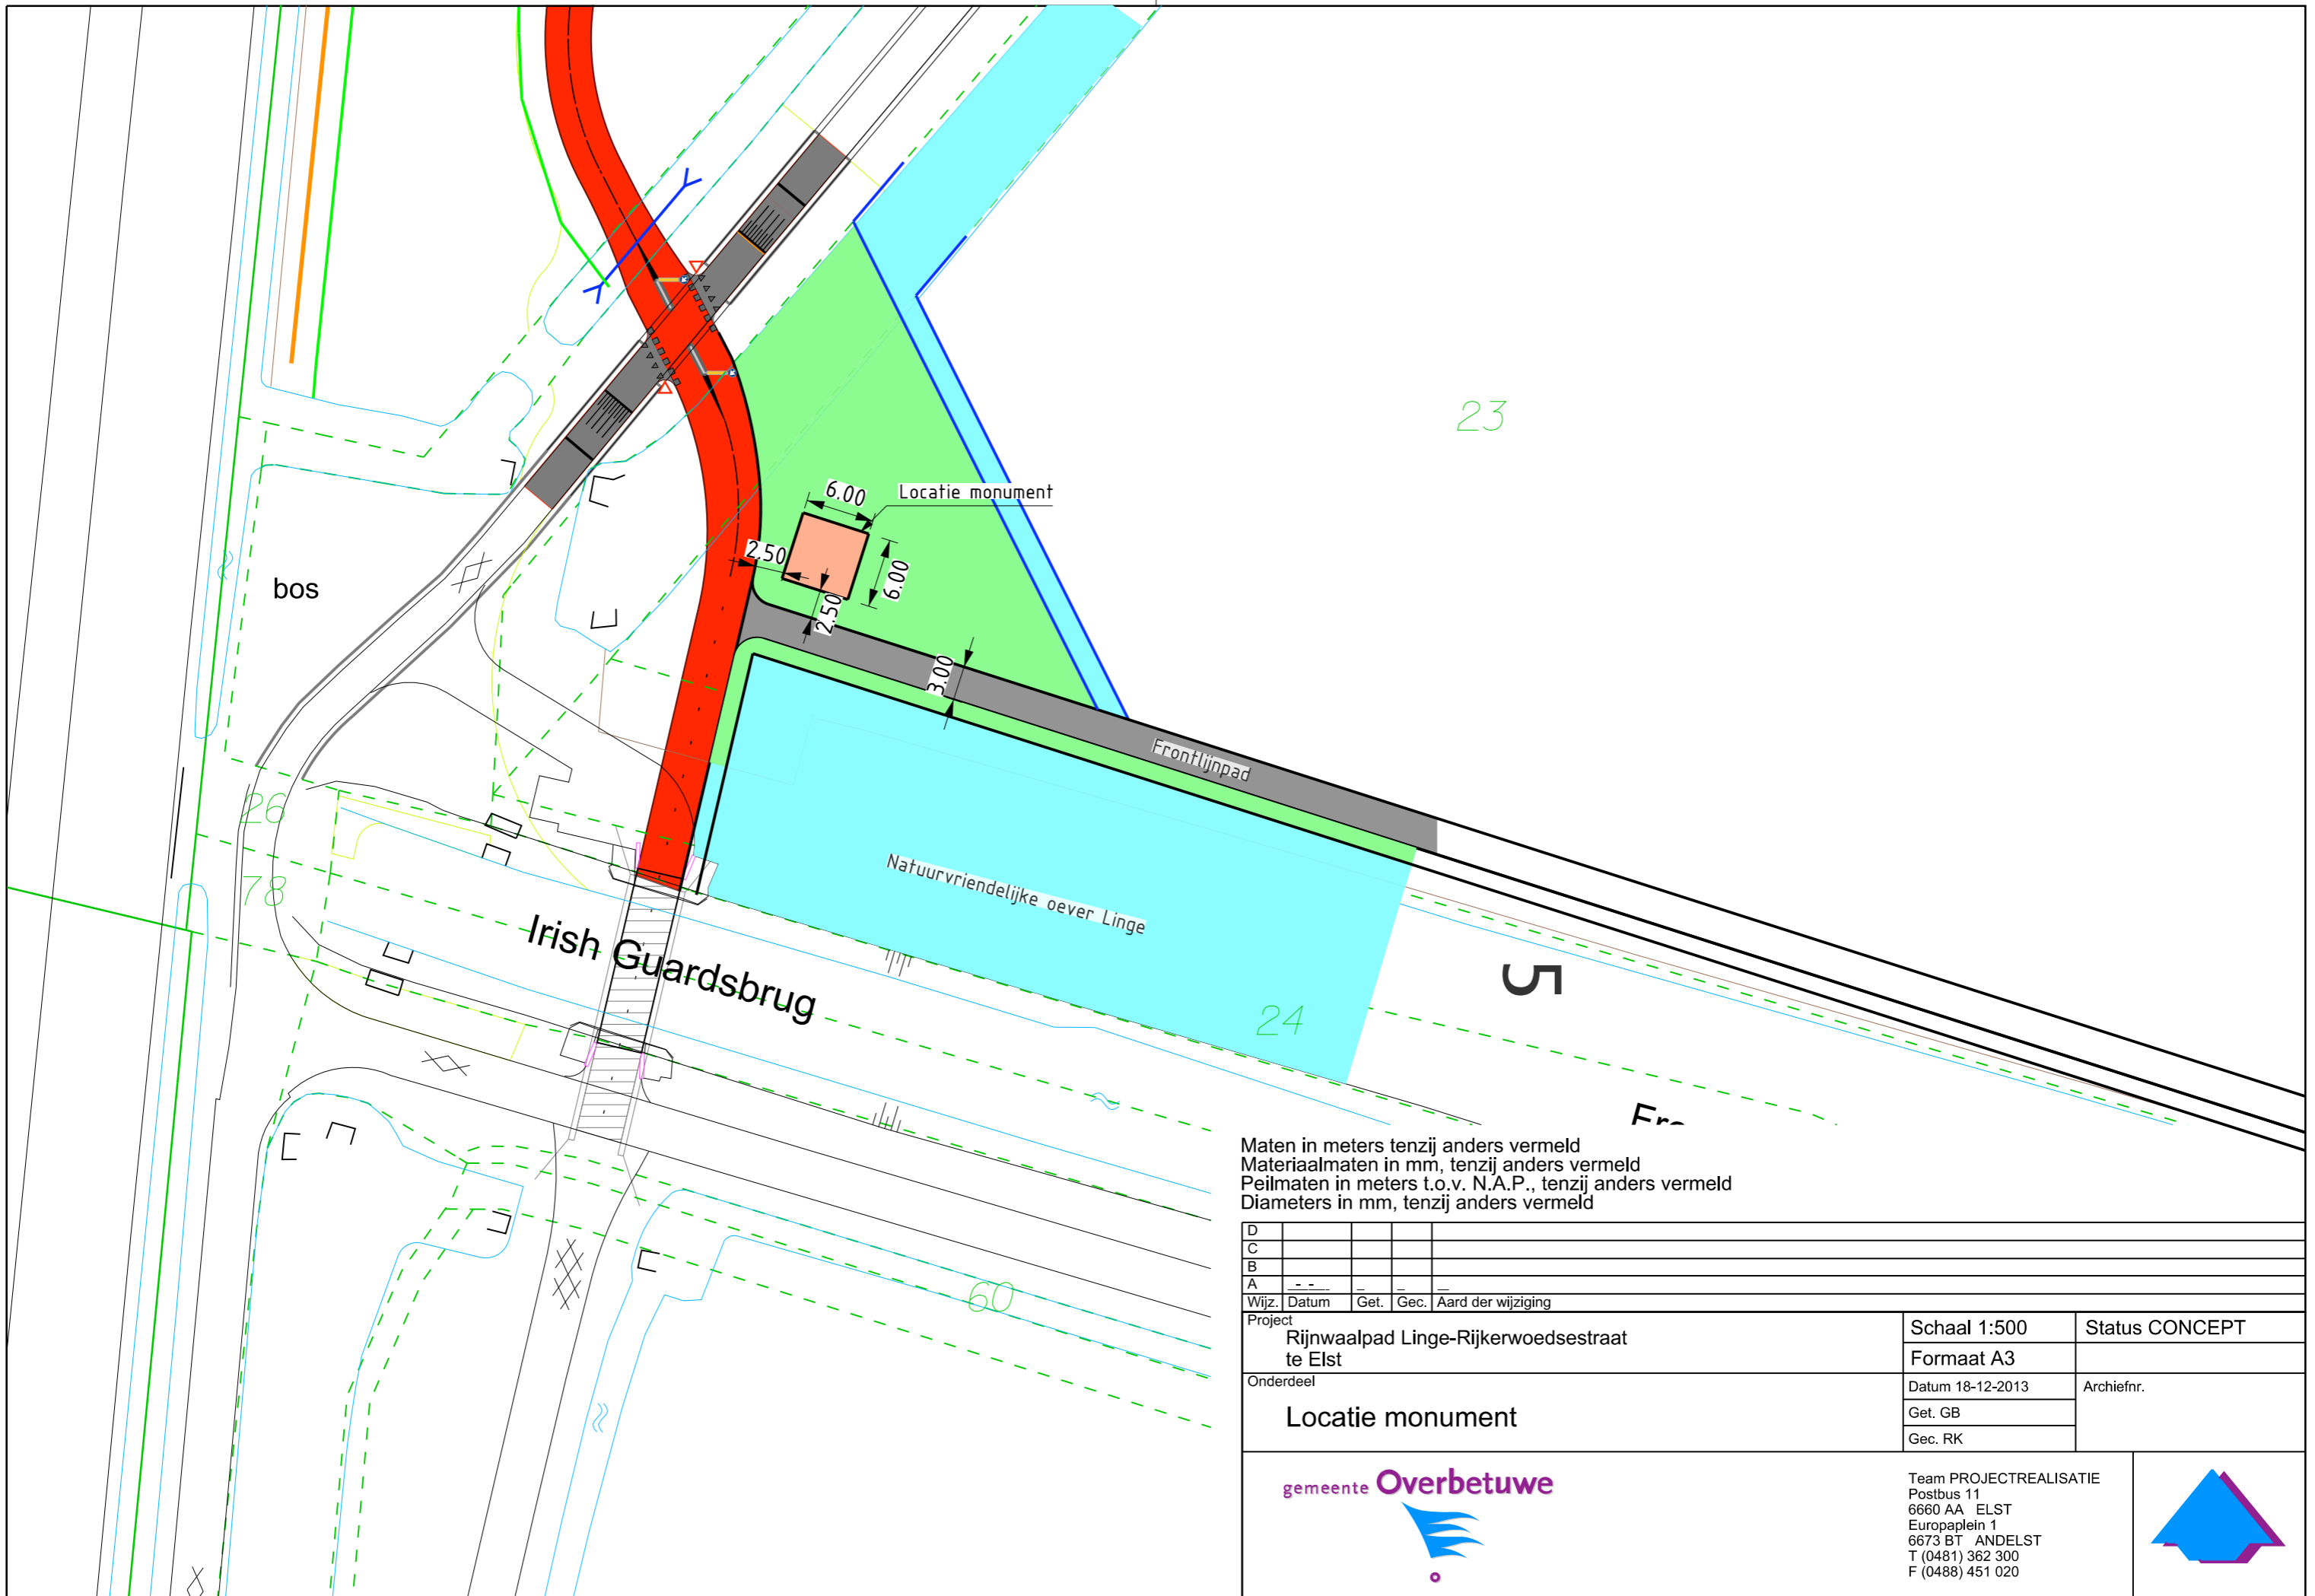 23
6.00
Locatie monument
2.50
6.00
2.50
bos
3.00
Frontlijnpad
26
78
Natuurvriendelijke oever Linge
Irish Guardsbrug
5
24
60
Maten in meters tenzij anders vermeld
Materiaalmaten in mm, tenzij anders vermeld
Peilmaten in meters t.o.v. N.A.P., tenzij anders vermeld
Diameters in mm, tenzij anders vermeld
D
C
B
A - -
Wijz. Datum Get. Gec. Aard der wijziging
Project
Rijnwaalpad Linge-Rijkerwoedsestraat
te Elst
Schaal 1:500
Status CONCEPT
Formaat A3
Onderdeel
Locatie monument
Datum 18-12-2013
Archiefnr.
Get. GB
Gec. RK
gemeente Overbetuwe
Team PROJECTREALISATIE
Postbus 11
6660 AA ELST
Europaplein 1
6673 BT ANDELST
T (0481) 362 300
F (0488) 451 020